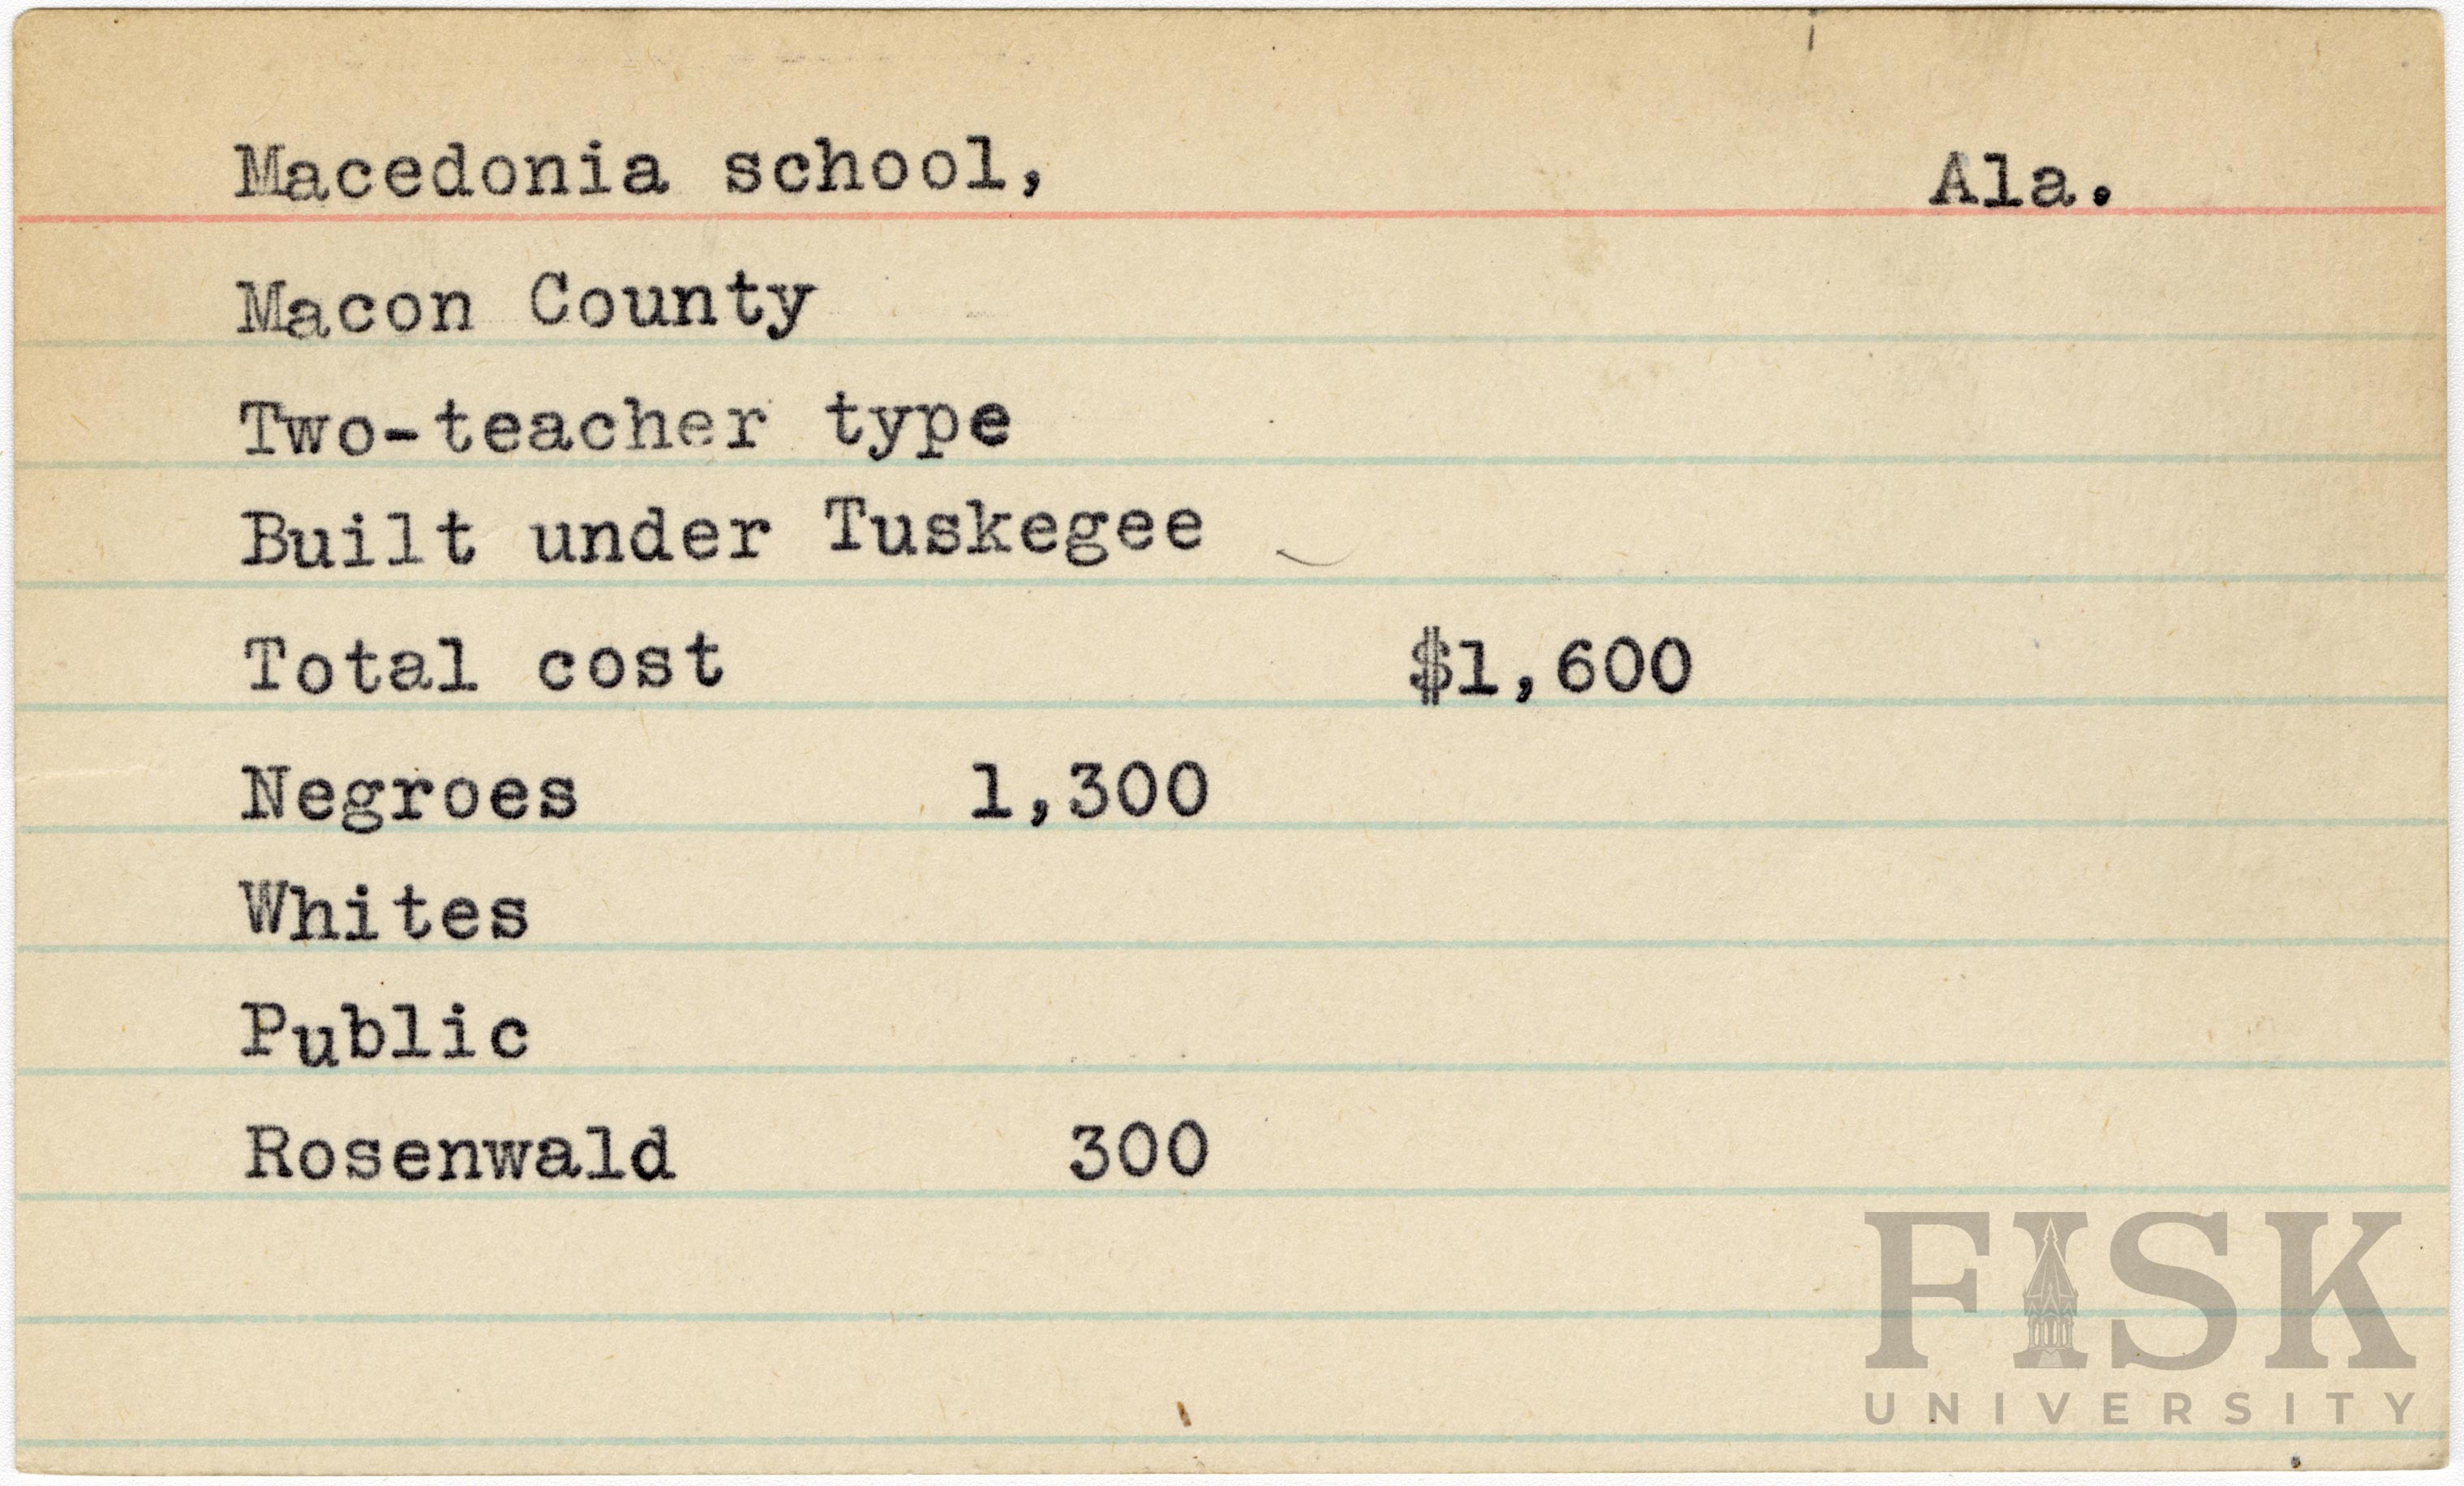 Macedonia school, Ala.
Macon County
Two-teacher type
Built under Tuskegee
Total cost $1,600
Negroes 1,300
Whites
Public
Rosenwald 300
FISK
UNIVERSITY